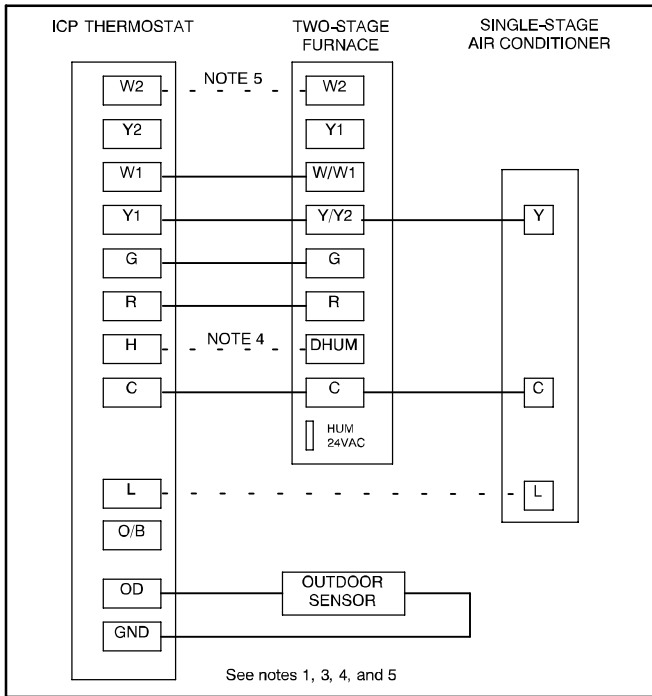 ICP THERMOSTAT
TWO-STAGE
FURNACE
SINGLE-STAGE
AIR CONDITIONER
W2
NOTE 5
W2
Y2
Y1
W1
W/W1
Y1
Y/Y2
Y
G
G
R
R
H
NOTE 4
DHUM
C
C
C
HUM
24VAC
L
L
O/B
OD
OUTDOOR
SENSOR
GND
See notes 1, 3, 4, and 5